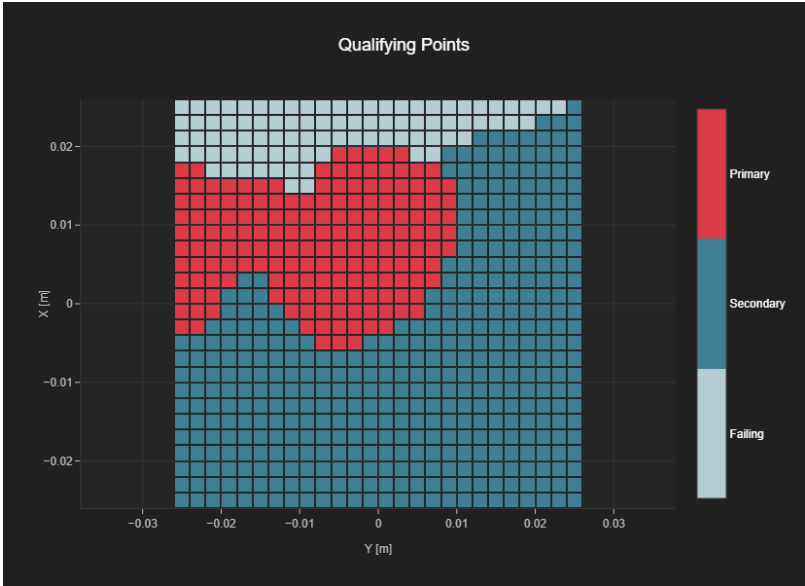 Qualifying Points
0.02
0.01
0
−0.01
−0.02
X [m]
−0.03
−0.02
−0.01
0
0.01
0.02
0.03
Y [m]
Primary
Secondary
Failing